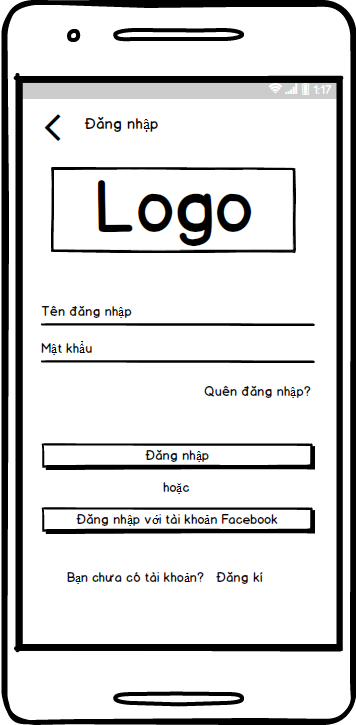 1:17
Đăng nhập
Logo
Tên đăng nhập
Mật khẩu
Quên đăng nhập?
Đăng nhập
hoặc
Đăng nhập với tài khoản Facebook
Bạn chưa có tài khoản? Đăng kí